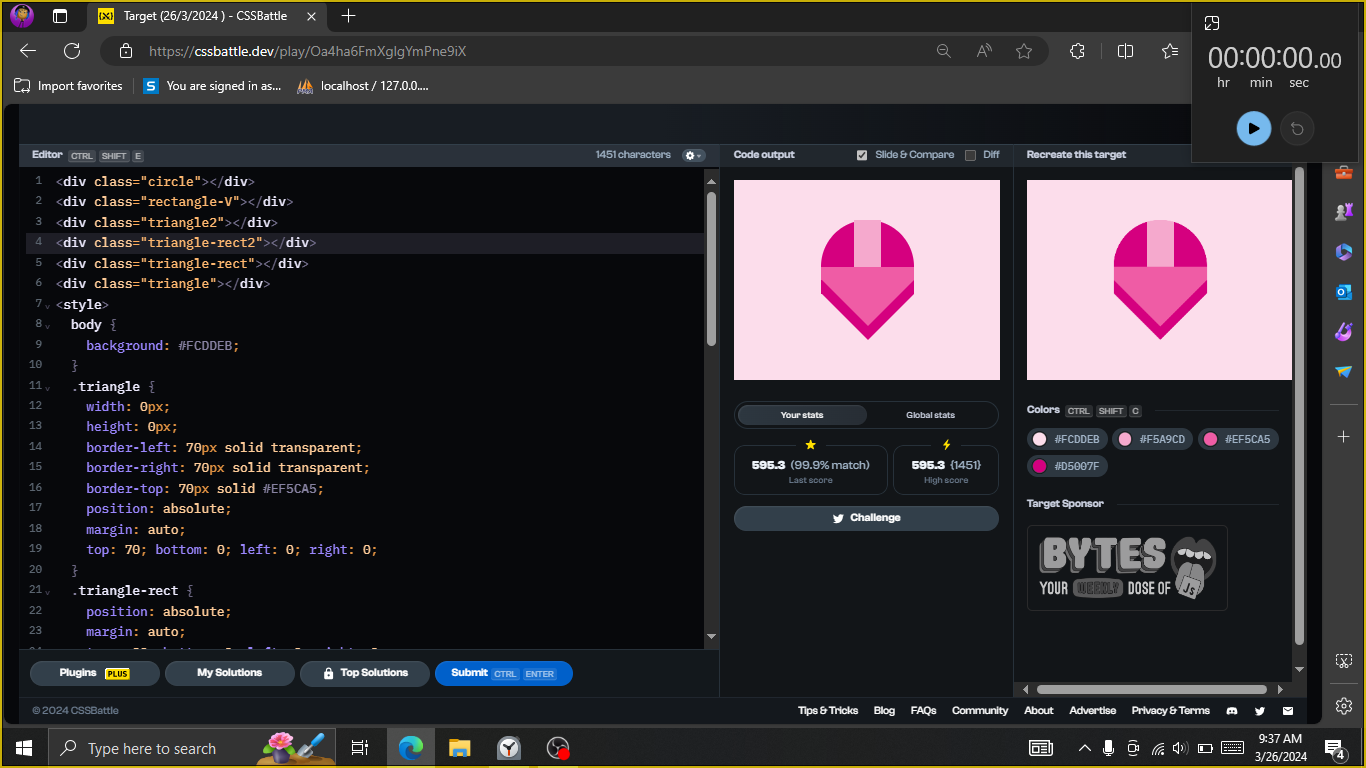 Target (26/3/2024 ) - CSSBattle
https://cssbattle.dev/play/Oa4ha6FmXgIgYmPne9iX
Import favorites
You are signed in as...
localhost / 127.0.0....
00:00:00.00
hr min sec
Editor CTRL SHIFT E
1451 characters
Code output
Slide & Compare
Diff
Recreate this target
1 <div class="circle"></div>
2 <div class="rectangle-V"></div>
3 <div class="triangle2"></div>
4 <div class="triangle-rect2"></div>
5 <div class="triangle-rect"></div>
6 <div class="triangle"></div>
7 <style>
8 body {
9 background: #FCDDEB;
10 }
11 .triangle {
12 width: 0px;
13 height: 0px;
14 border-left: 70px solid transparent;
15 border-right: 70px solid transparent;
16 border-top: 70px solid #EF5CA5;
17 position: absolute;
18 margin: auto;
19 top: 70; bottom: 0; left: 0; right: 0;
20 }
21 .triangle-rect {
22 position: absolute;
23 margin: auto;
Your stats
Global stats
595.3 (99.9% match)
Last score
595.3 {1451}
High score
Challenge
Colors CTRL SHIFT C
#FCDDEB #F5A9CD #EF5CA5
#D5007F
Target Sponsor
BYTES
YOUR WEEKLY DOSE OF JS
Plugins PLUS
My Solutions
Top Solutions
Submit CTRL ENTER
© 2024 CSSBattle
Tips & Tricks Blog FAQs Community About Advertise Privacy & Terms
Type here to search
9:37 AM
3/26/2024
4